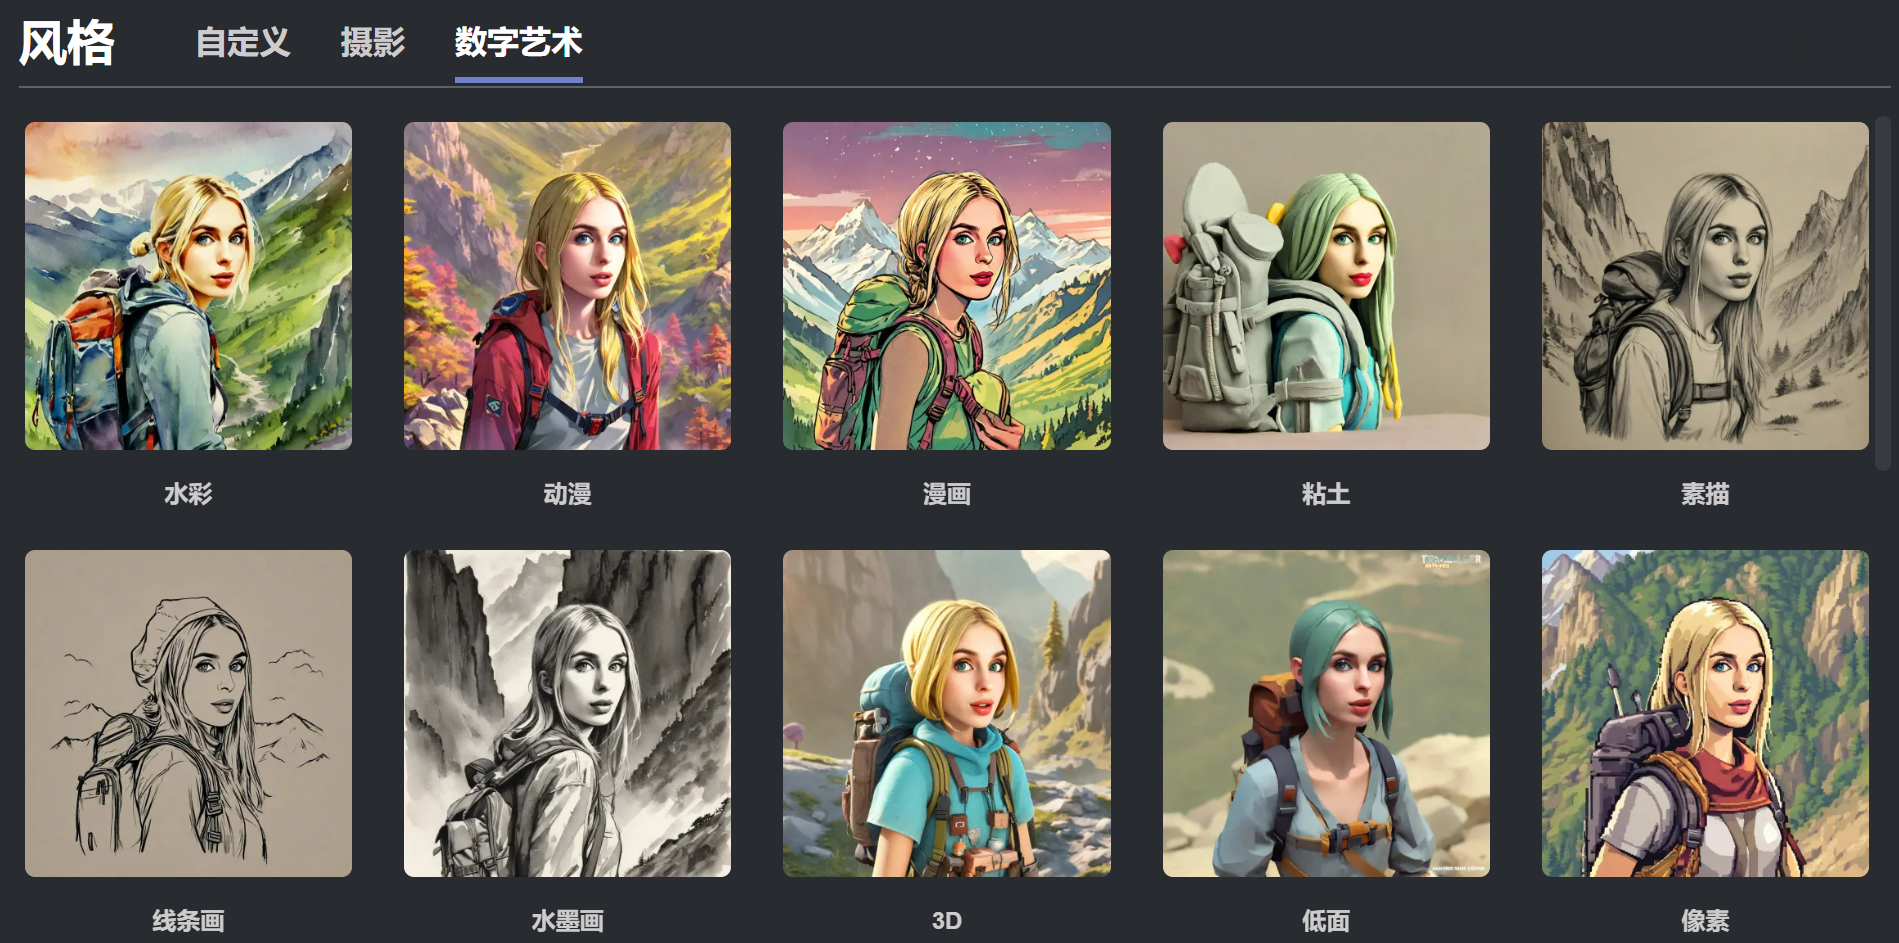 风格 自定义 摄影 数字艺术
水彩 动漫 漫画 粘土 素描
线条画 水墨画 3D 低面 像素